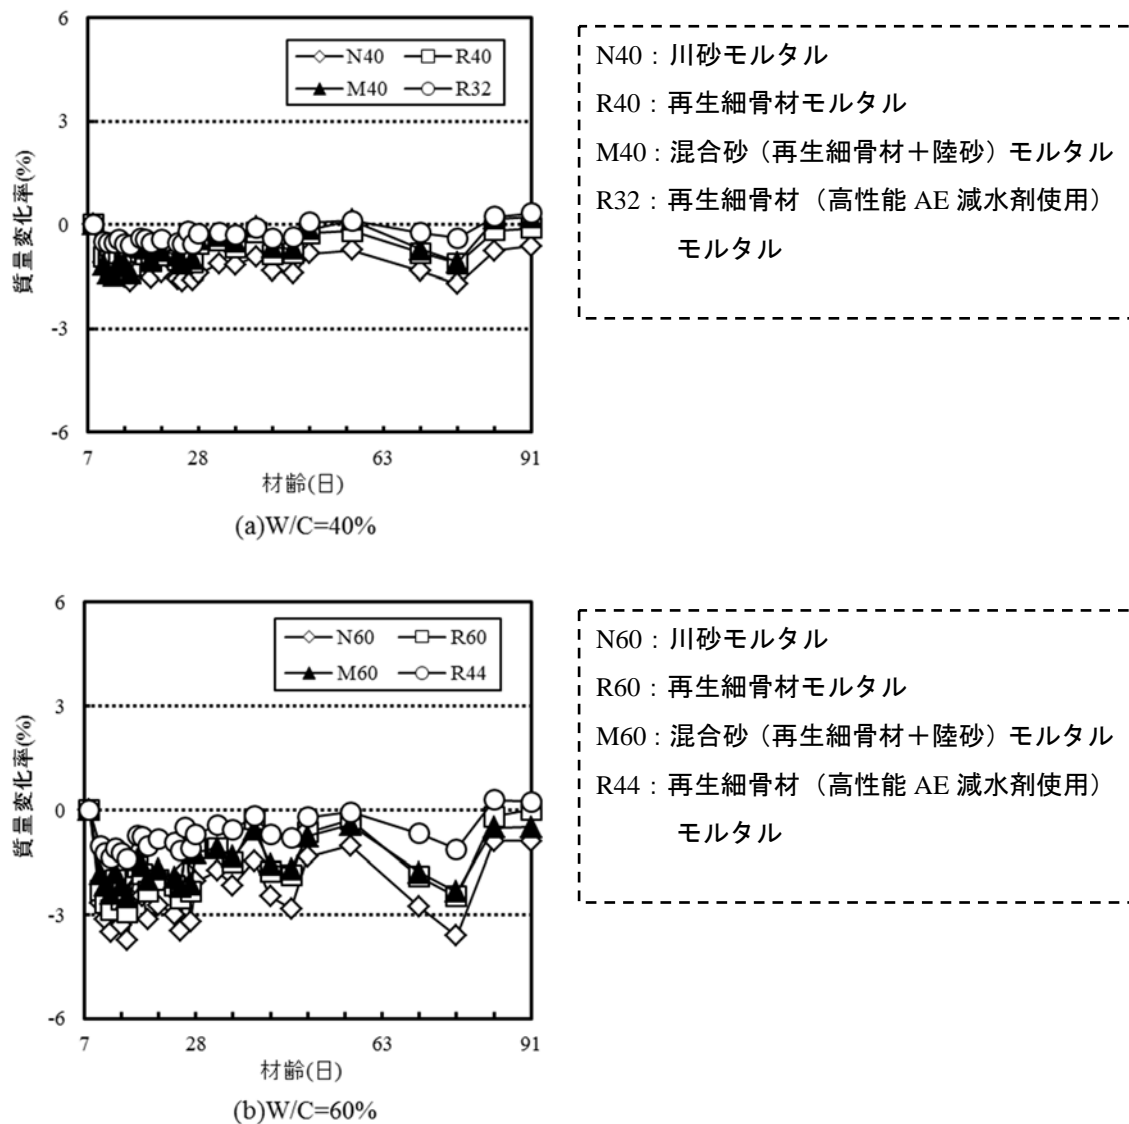 6
3
0
-3
-6
質量変化率(%)
N40 R40
M40 R32
7 28 63 91
材齢(日)
(a)W/C=40%
N40：川砂モルタル
R40：再生細骨材モルタル
M40：混合砂（再生細骨材＋陸砂）モルタル
R32：再生細骨材（高性能 AE 減水剤使用）
モルタル
6
3
0
-3
-6
質量変化率(%)
N60 R60
M60 R44
7 28 63 91
材齢(日)
(b)W/C=60%
N60：川砂モルタル
R60：再生細骨材モルタル
M60：混合砂（再生細骨材＋陸砂）モルタル
R44：再生細骨材（高性能 AE 減水剤使用）
モルタル